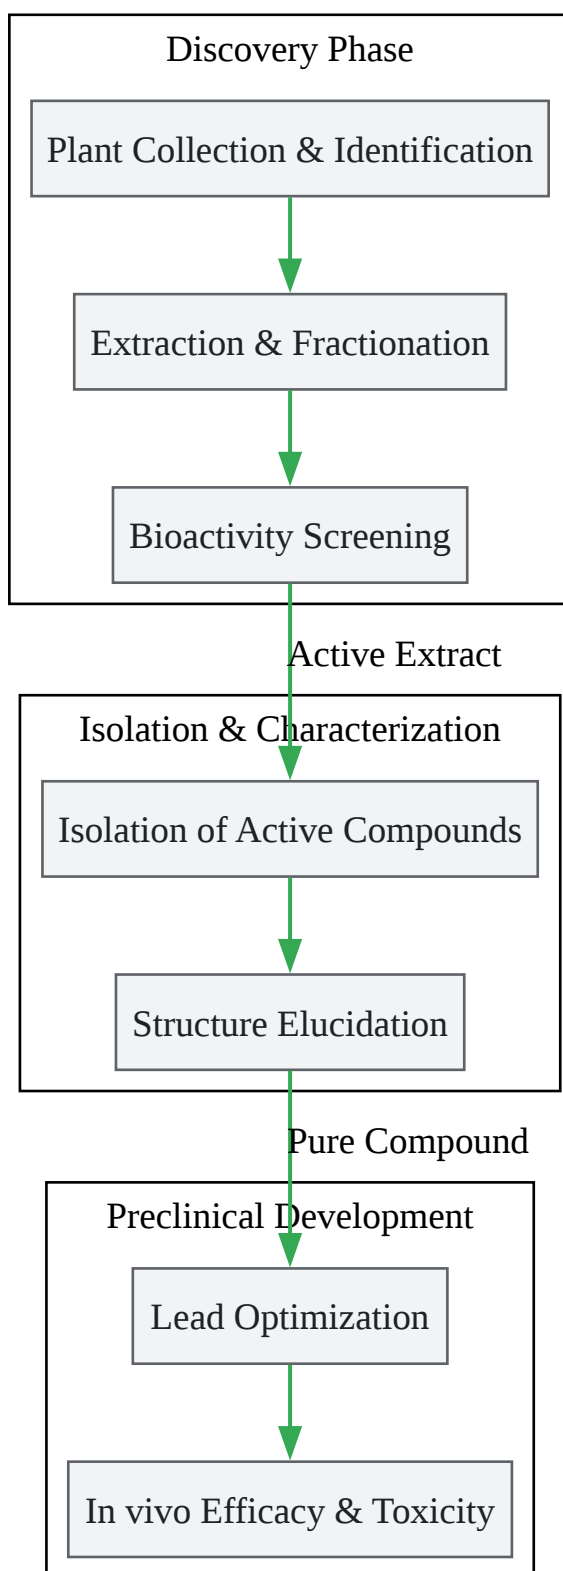 Discovery Phase
Plant Collection & Identification
Extraction & Fractionation
Bioactivity Screening
Active Extract
Isolation & Characterization
Isolation of Active Compounds
Structure Elucidation
Pure Compound
Preclinical Development
Lead Optimization
In vivo Efficacy & Toxicity